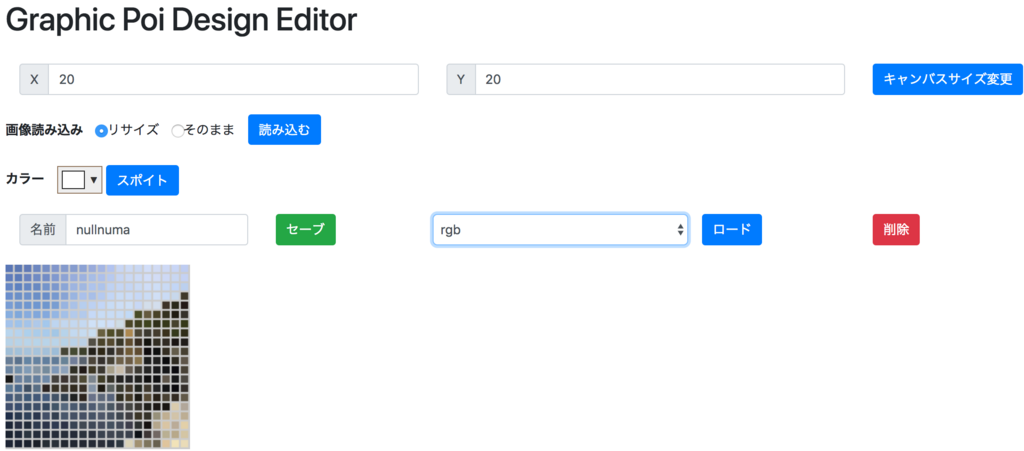 Graphic Poi Design Editor
X 20 Y 20 キャンバスサイズ変更
画像読み込み リサイズ そのまま 読み込む
カラー スポイト
名前 nullnuma セーブ rgb ロード 削除